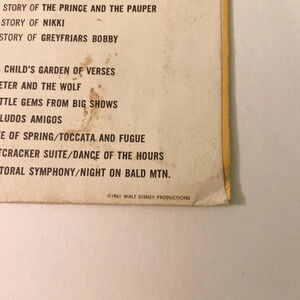 STORY OF THE PRINCE AND THE PAUPER
STORY OF NIKKI
STORY OF GREYFRIARS BOBBY
CHILD'S GARDEN OF VERSES
ETER AND THE WOLF
TTLE GEMS FROM BIG SHOWS
LUDOS AMIGOS
E OF SPRING/TOCCATA AND FUGUE
TCRACKER SUITE/DANCE OF THE HOURS
TORAL SYMPHONY/NIGHT ON BALD MTN.
©1961 WALT DISNEY PRODUCTIONS